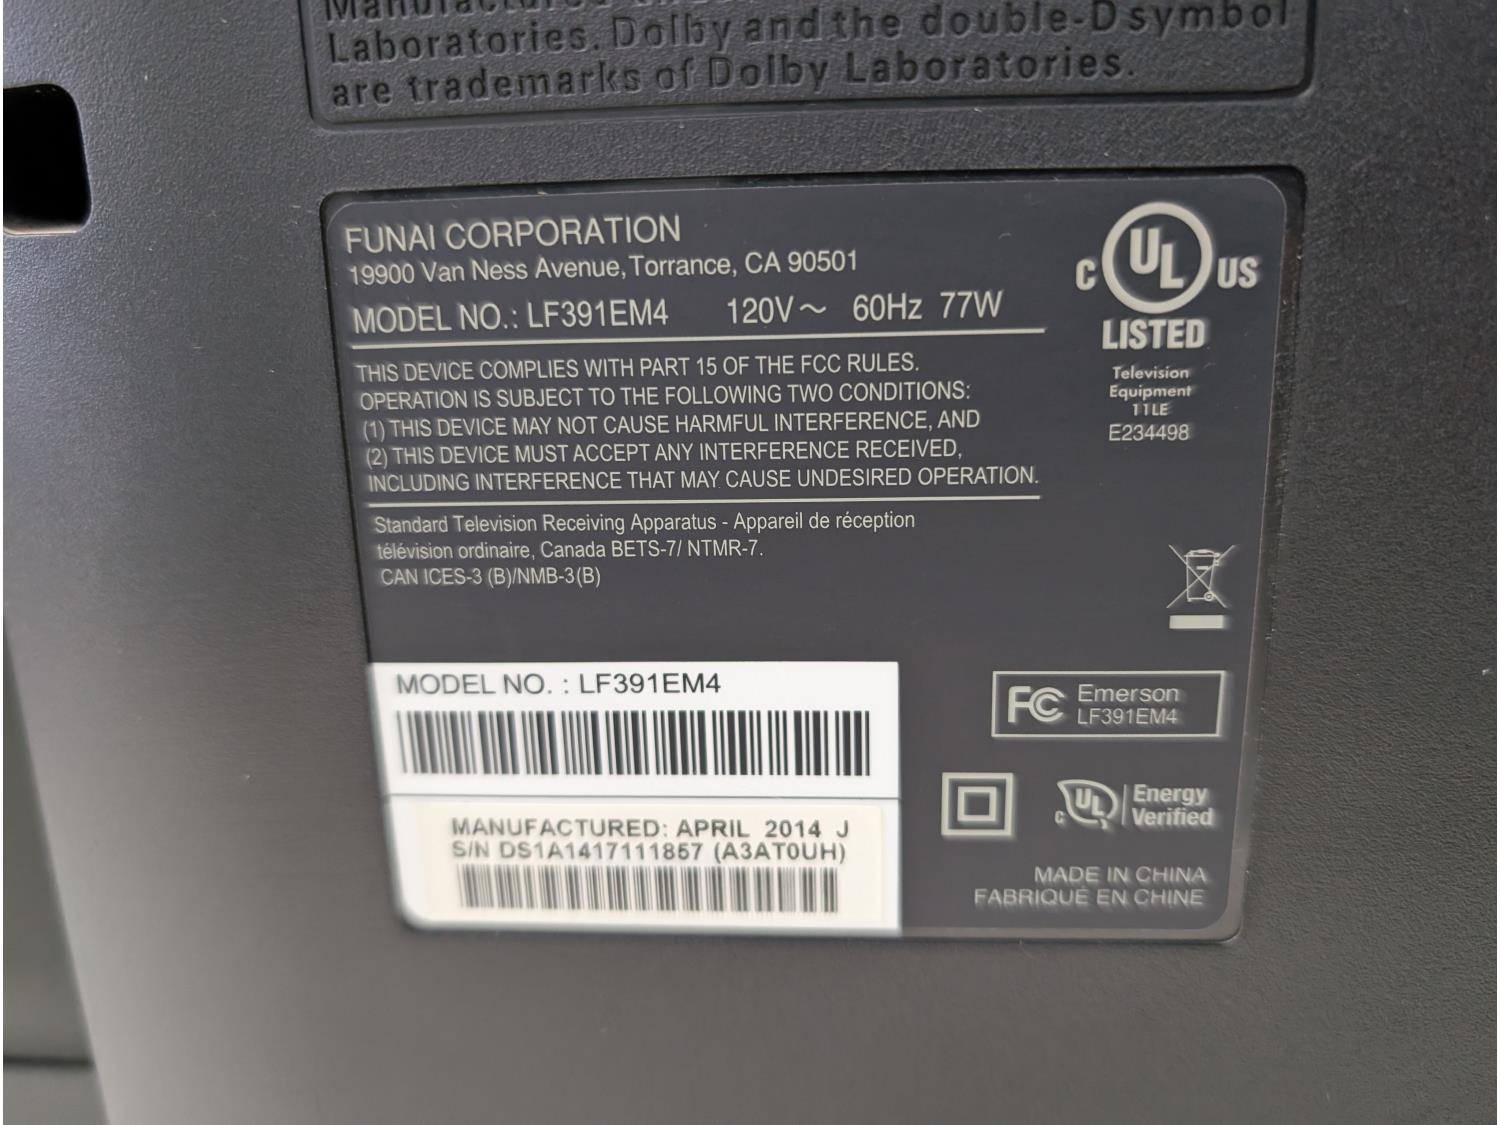 Laboratories. Dolby and the double-D symbol
are trademarks of Dolby Laboratories.
FUNAI CORPORATION
19900 Van Ness Avenue, Torrance, CA 90501
MODEL NO.: LF391EM4 120V~ 60Hz 77W
THIS DEVICE COMPLIES WITH PART 15 OF THE FCC RULES.
OPERATION IS SUBJECT TO THE FOLLOWING TWO CONDITIONS:
(1) THIS DEVICE MAY NOT CAUSE HARMFUL INTERFERENCE, AND
(2) THIS DEVICE MUST ACCEPT ANY INTERFERENCE RECEIVED,
INCLUDING INTERFERENCE THAT MAY CAUSE UNDESIRED OPERATION.
Standard Television Receiving Apparatus - Appareil de réception
télévision ordinaire, Canada BETS-7/ NTMR-7.
CAN ICES-3 (B)/NMB-3(B)
C UL US
LISTED
Television
Equipment
11LE
E234498
MODEL NO. : LF391EM4
MANUFACTURED: APRIL 2014 J
S/N DS1A1417111857 (A3AT0UH)
FC Emerson
LF391EM4
c UL Energy
Verified
MADE IN CHINA
FABRIQUÉ EN CHINE